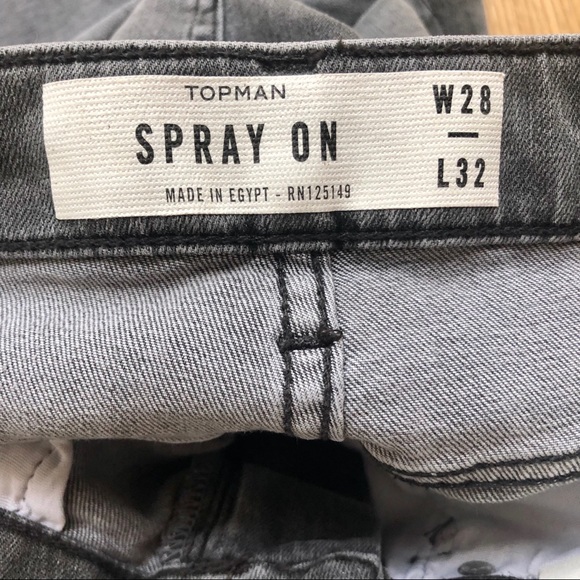 TOPMAN
SPRAY ON
MADE IN EGYPT - RN125149
W28
L32